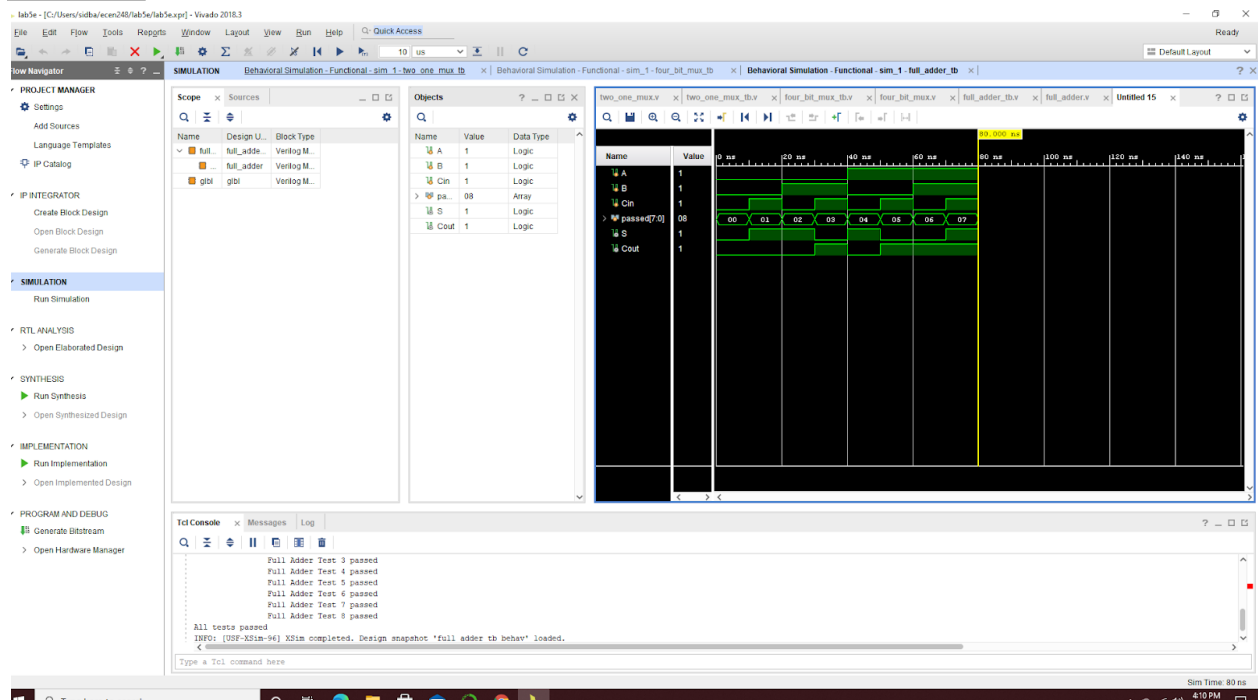 lab5e - [C:/Users/sidba/ecen248/lab5e/lab5e.xpr] - Vivado 2018.3
File Edit Flow Tools Reports Window Layout View Run Help Quick Access Ready
10 us Default Layout
Flow Navigator SIMULATION Behavioral Simulation - Functional - sim_1 - two_one_mux_tb Behavioral Simulation - Functional - sim_1 - four_bit_mux_tb Behavioral Simulation - Functional - sim_1 - full_adder_tb
PROJECT MANAGER
Settings
Add Sources
Language Templates
IP Catalog
IP INTEGRATOR
Create Block Design
Open Block Design
Generate Block Design
SIMULATION
Run Simulation
RTL ANALYSIS
Open Elaborated Design
SYNTHESIS
Run Synthesis
Open Synthesized Design
IMPLEMENTATION
Run Implementation
Open Implemented Design
PROGRAM AND DEBUG
Generate Bitstream
Open Hardware Manager
Scope Sources
Name Design U... Block Type
full... full_adde... Verilog M...
... full_adder Verilog M...
glbl glbl Verilog M...
Objects
Name Value Data Type
A 1 Logic
B 1 Logic
Cin 1 Logic
pa... 08 Array
S 1 Logic
Cout 1 Logic
two_one_mux.v two_one_mux_tb.v four_bit_mux_tb.v four_bit_mux.v full_adder_tb.v full_adder.v Untitled 15
80.000 ns
Name Value 0 ns 20 ns 40 ns 60 ns 80 ns 100 ns 120 ns 140 ns
A 1
B 1
Cin 1
passed[7:0] 08 00 01 02 03 04 05 06 07
S 1
Cout 1
Tcl Console Messages Log
Full Adder Test 3 passed
Full Adder Test 4 passed
Full Adder Test 5 passed
Full Adder Test 6 passed
Full Adder Test 7 passed
Full Adder Test 8 passed
All tests passed
INFO: [USF-XSim-96] XSim completed. Design snapshot 'full_adder_tb_behav' loaded.
Type a Tcl command here
Sim Time: 80 ns
4:10 PM